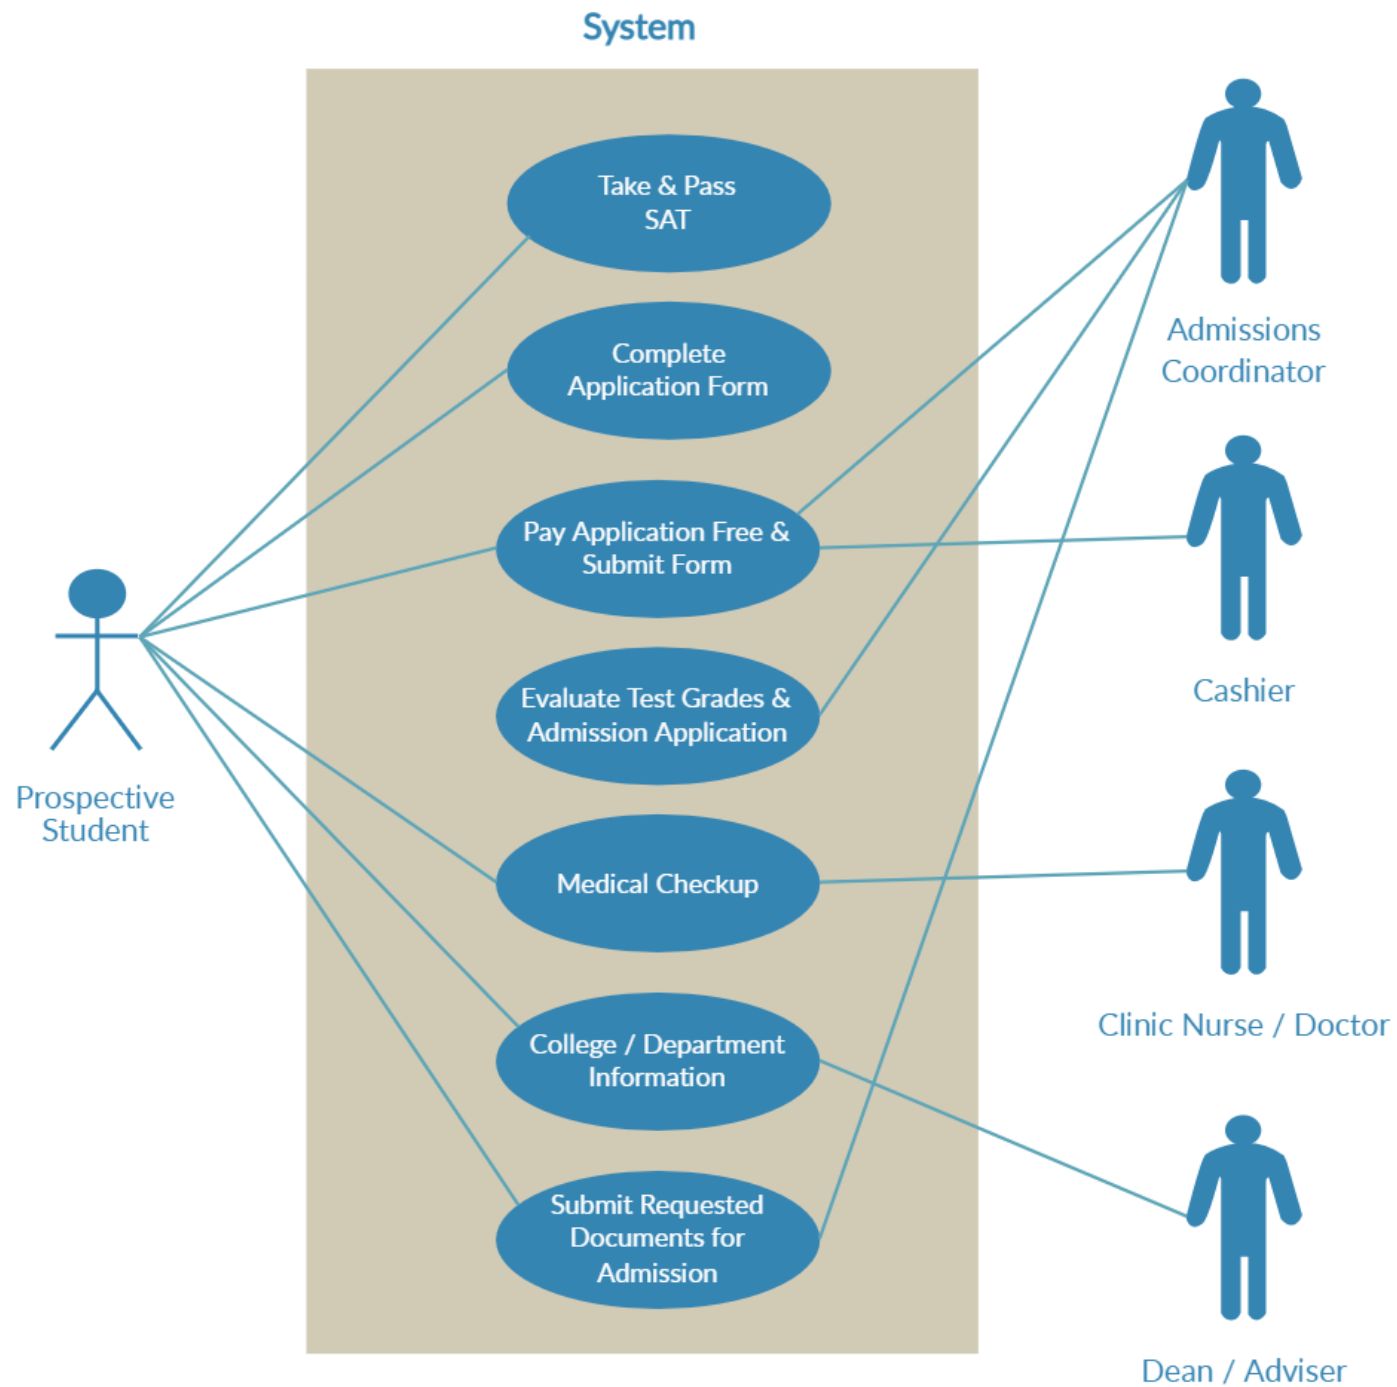 System
Take & Pass
SAT
Complete
Application Form
Pay Application Free &
Submit Form
Evaluate Test Grades &
Admission Application
Medical Checkup
College / Department
Information
Submit Requested
Documents for
Admission
Prospective
Student
Admissions
Coordinator
Cashier
Clinic Nurse / Doctor
Dean / Adviser